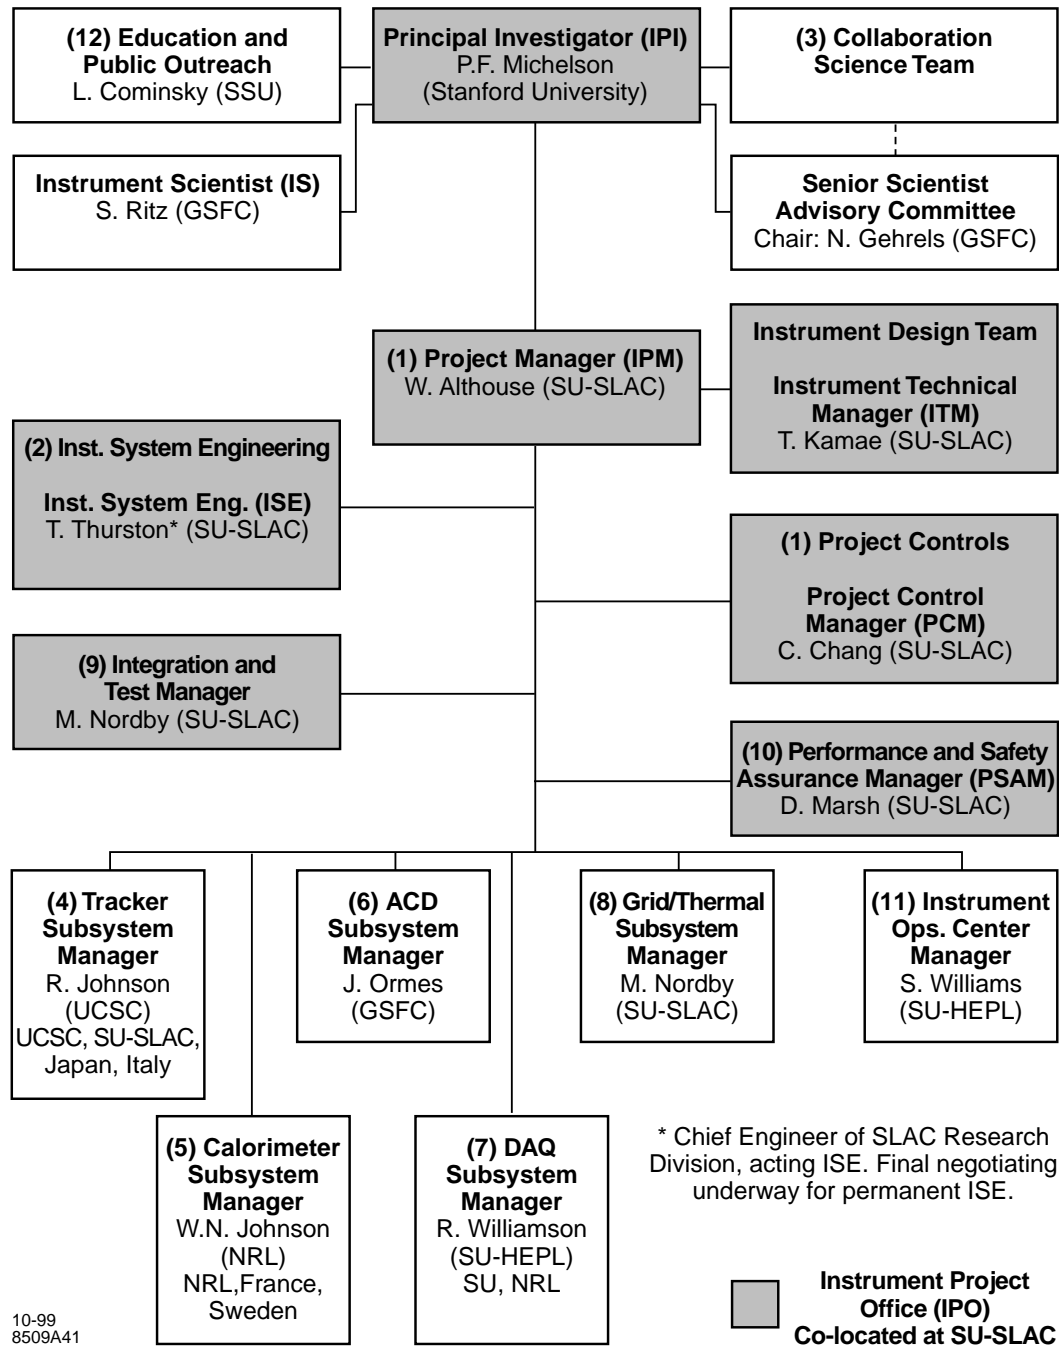 (12) Education and
Public Outreach
L. Cominsky (SSU)
Principal Investigator (IPI)
P.F. Michelson
(Stanford University)
(3) Collaboration
Science Team
Instrument Scientist (IS)
S. Ritz (GSFC)
Senior Scientist
Advisory Committee
Chair: N. Gehrels (GSFC)
(1) Project Manager (IPM)
W. Althouse (SU-SLAC)
Instrument Design Team
Instrument Technical
Manager (ITM)
T. Kamae (SU-SLAC)
(2) Inst. System Engineering
Inst. System Eng. (ISE)
T. Thurston* (SU-SLAC)
(1) Project Controls
Project Control
Manager (PCM)
C. Chang (SU-SLAC)
(9) Integration and
Test Manager
M. Nordby (SU-SLAC)
(10) Performance and Safety
Assurance Manager (PSAM)
D. Marsh (SU-SLAC)
(4) Tracker
Subsystem
Manager
R. Johnson
(UCSC)
UCSC, SU-SLAC,
Japan, Italy
(6) ACD
Subsystem
Manager
J. Ormes
(GSFC)
(8) Grid/Thermal
Subsystem
Manager
M. Nordby
(SU-SLAC)
(11) Instrument
Ops. Center
Manager
S. Williams
(SU-HEPL)
(5) Calorimeter
Subsystem
Manager
W.N. Johnson
(NRL)
NRL,France,
Sweden
(7) DAQ
Subsystem
Manager
R. Williamson
(SU-HEPL)
SU, NRL
* Chief Engineer of SLAC Research
Division, acting ISE. Final negotiating
underway for permanent ISE.
Instrument Project
Office (IPO)
Co-located at SU-SLAC
10-99
8509A41